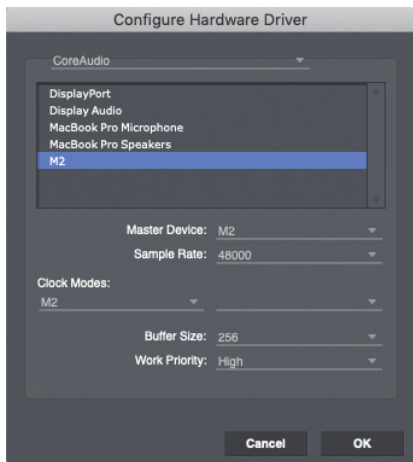 Configure Hardware Driver
CoreAudio
DisplayPort
Display Audio
MacBook Pro Microphone
MacBook Pro Speakers
M2
Master Device: M2
Sample Rate: 48000
Clock Modes:
M2
Buffer Size: 256
Work Priority: High
Cancel OK